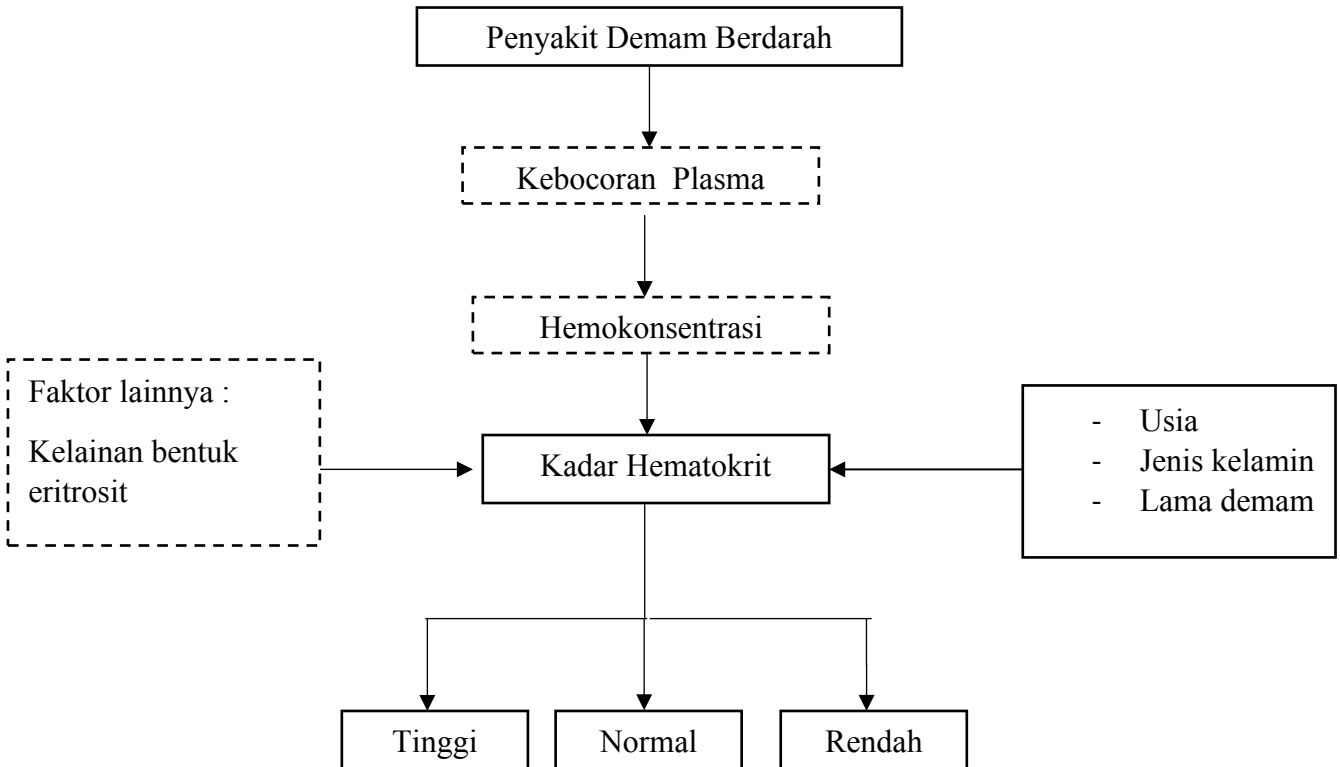 Penyakit Demam Berdarah
Kebocoran Plasma
Hemokonsentrasi
Faktor lainnya :
Kelainan bentuk
eritrosit
Kadar Hematokrit
- Usia
- Jenis kelamin
- Lama demam
Tinggi
Normal
Rendah